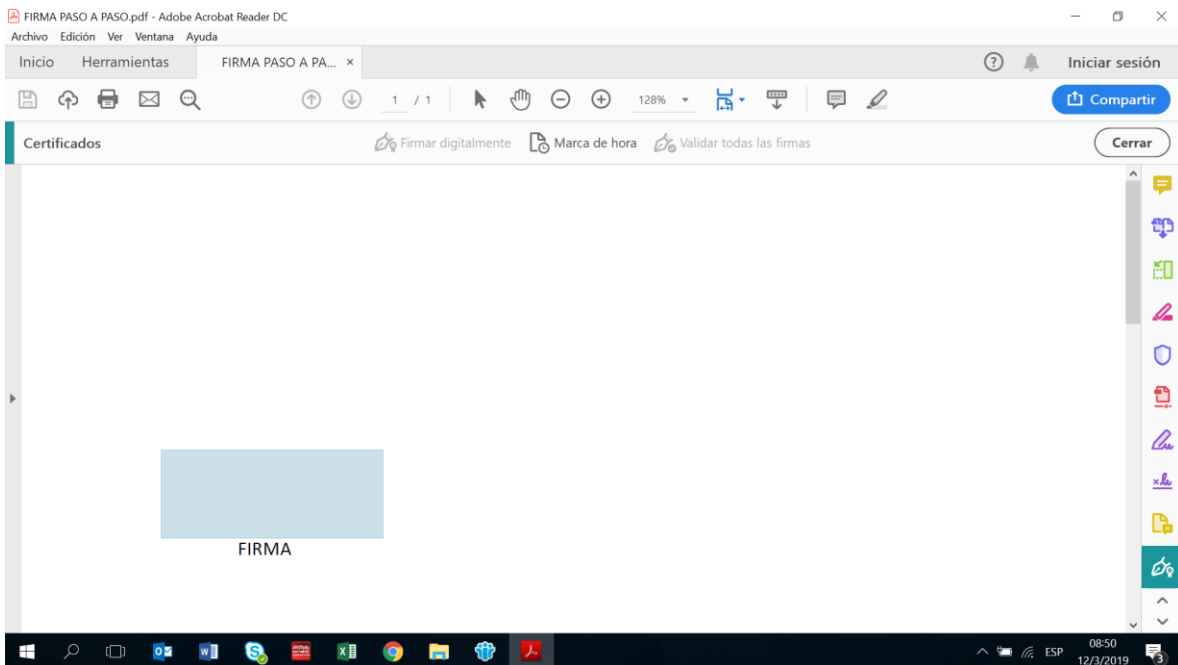 FIRMA PASO A PASO.pdf - Adobe Acrobat Reader DC
Archivo Edición Ver Ventana Ayuda
Inicio Herramientas FIRMA PASO A PA... × Iniciar sesión
1 / 1 128% Compartir
Certificados Firmar digitalmente Marca de hora Validar todas las firmas Cerrar
FIRMA
08:50
ESP
12/3/2019 3